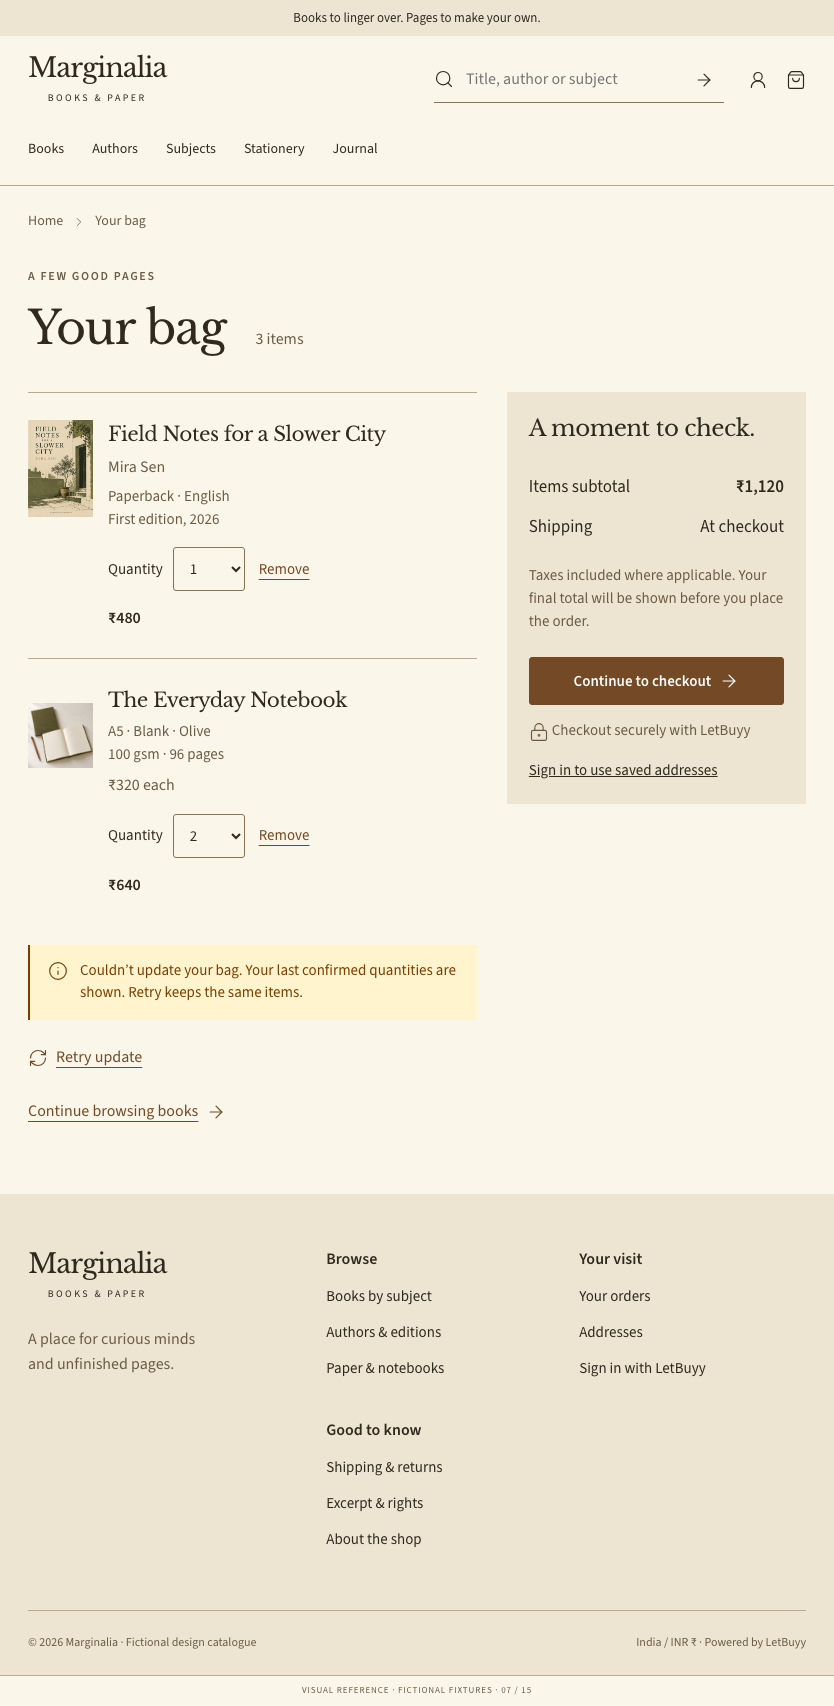 Books to linger over. Pages to make your own.
Marginalia
BOOKS & PAPER
Title, author or subject
Books Authors Subjects Stationery Journal
Home Your bag
A FEW GOOD PAGES
Your bag 3 items
FIELD
NOTES
FOR A
SLOWER
CITY
MIRA SEN
Field Notes for a Slower City
Mira Sen
Paperback · English
First edition, 2026
Quantity 1 Remove
₹480
The Everyday Notebook
A5 · Blank · Olive
100 gsm · 96 pages
₹320 each
Quantity 2 Remove
₹640
Couldn’t update your bag. Your last confirmed quantities are
shown. Retry keeps the same items.
Retry update
Continue browsing books
A moment to check.
Items subtotal ₹1,120
Shipping At checkout
Taxes included where applicable. Your
final total will be shown before you place
the order.
Continue to checkout
Checkout securely with LetBuyy
Sign in to use saved addresses
Marginalia
BOOKS & PAPER
A place for curious minds
and unfinished pages.
Browse
Books by subject
Authors & editions
Paper & notebooks
Your visit
Your orders
Addresses
Sign in with LetBuyy
Good to know
Shipping & returns
Excerpt & rights
About the shop
© 2026 Marginalia · Fictional design catalogue
India / INR ₹ · Powered by LetBuyy
VISUAL REFERENCE · FICTIONAL FIXTURES · 07 / 15